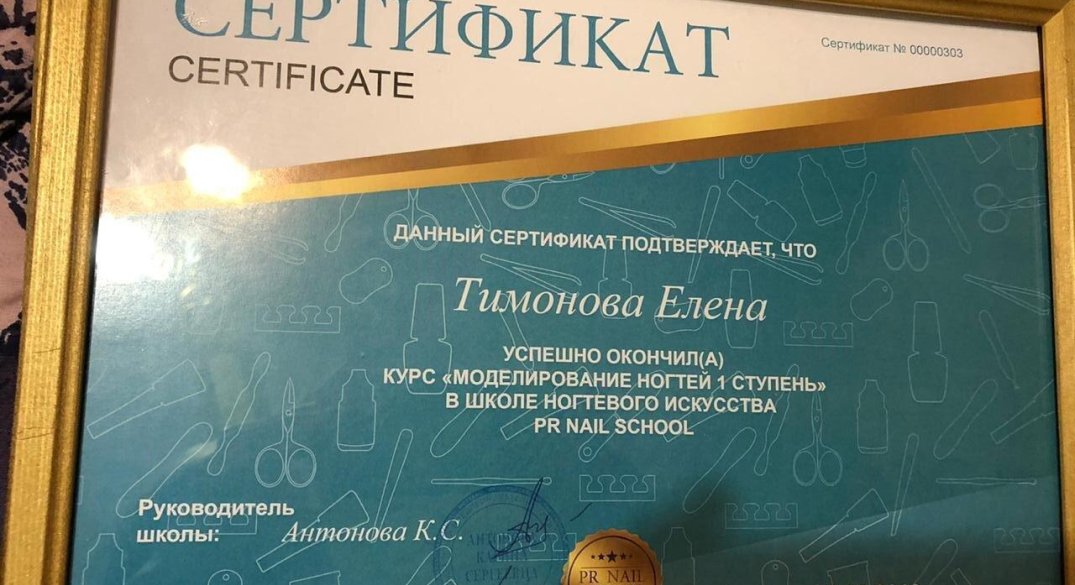 СЕРТИФИКАТ
Сертификат № 00000303
CERTIFICATE
ДАННЫЙ СЕРТИФИКАТ ПОДТВЕРЖДАЕТ, ЧТО
Тимонова Елена
УСПЕШНО ОКОНЧИЛ(А)
КУРС «МОДЕЛИРОВАНИЕ НОГТЕЙ 1 СТУПЕНЬ»
В ШКОЛЕ НОГТЕВОГО ИСКУССТВА
PR NAIL SCHOOL
Руководитель
школы: Антонова К.С.
PR NAIL